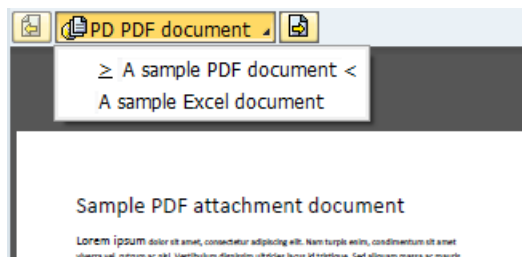 PD PDF document
> A sample PDF document <
A sample Excel document
Sample PDF attachment document
Lorem ipsum dolor sit amet, consectetur adipiscing elit. Nam turpis enim, condimentum sit amet